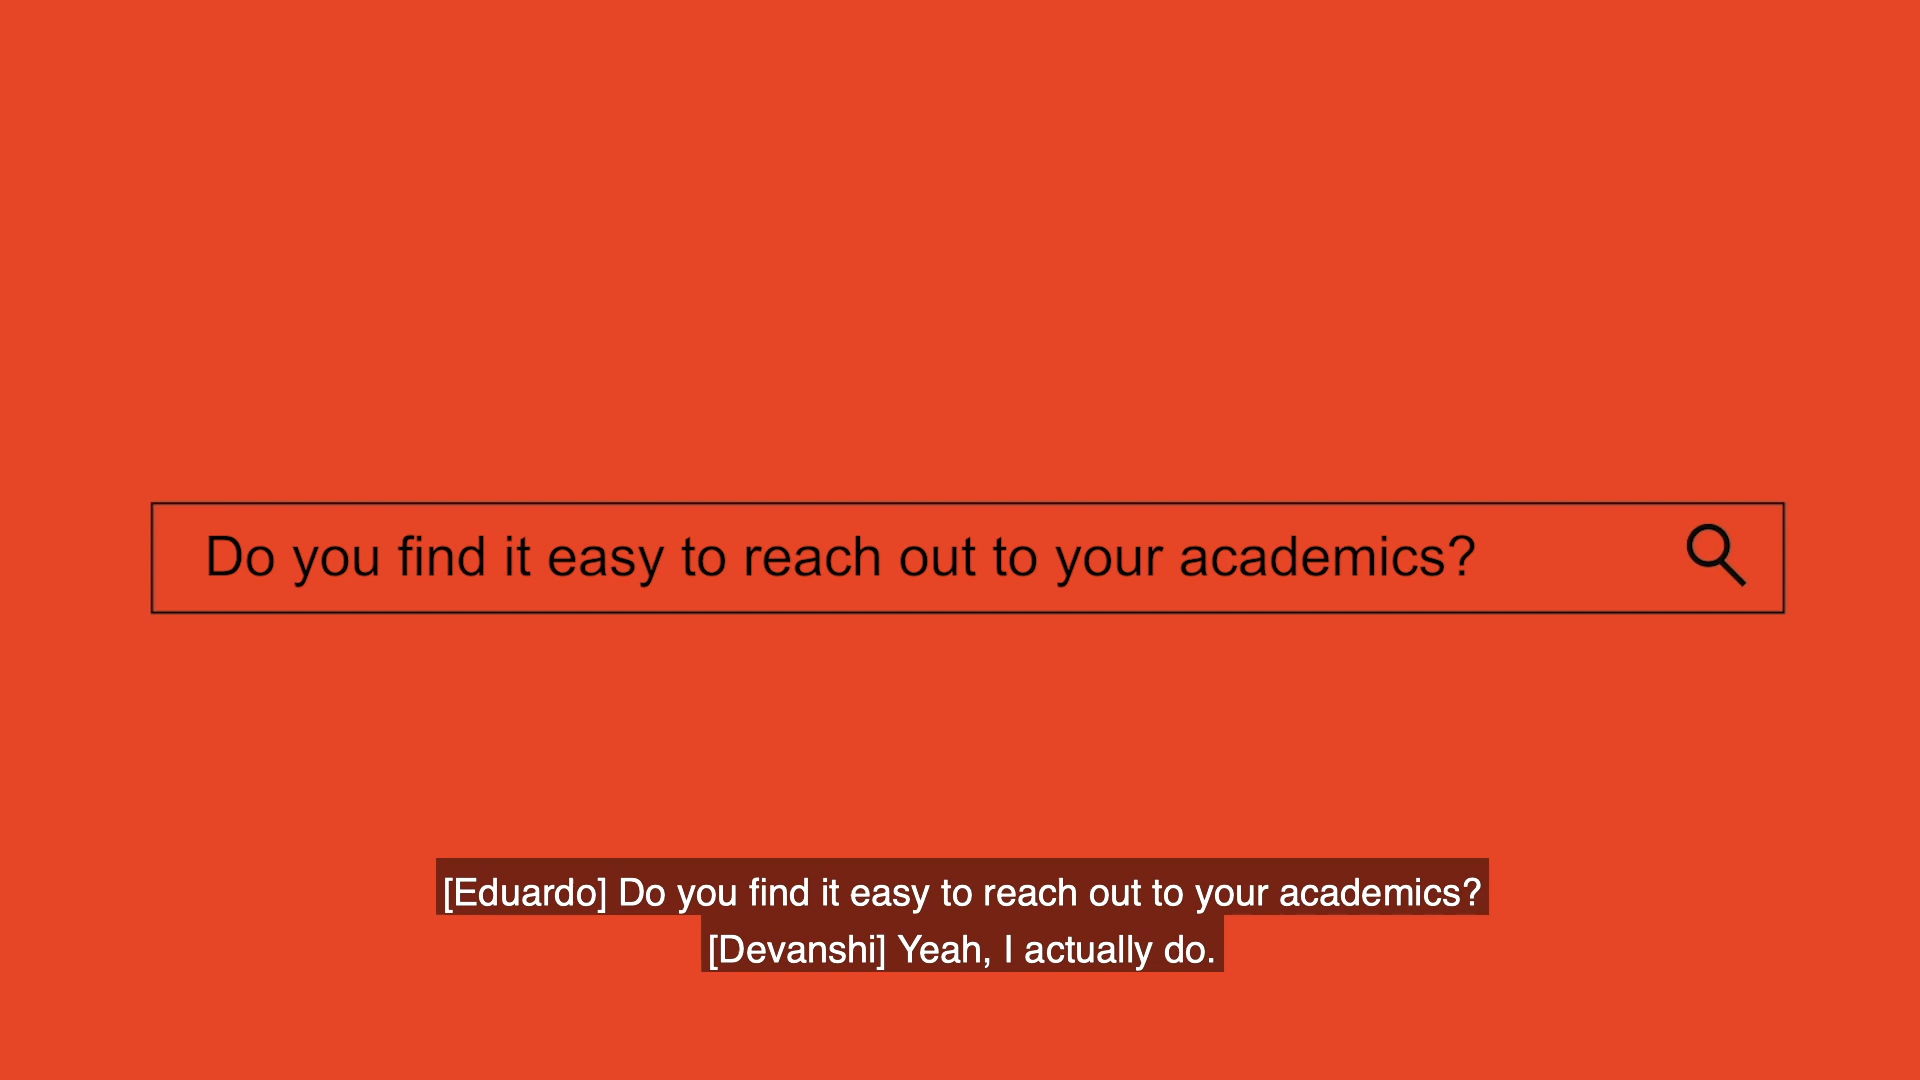 Do you find it easy to reach out to your academics?
[Eduardo] Do you find it easy to reach out to your academics?
[Devanshi] Yeah, I actually do.